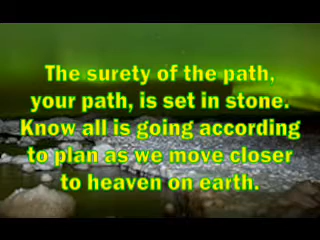 The surety of the path,
your path, is set in stone.
Know all is going according
to plan as we move closer
to heaven on earth.